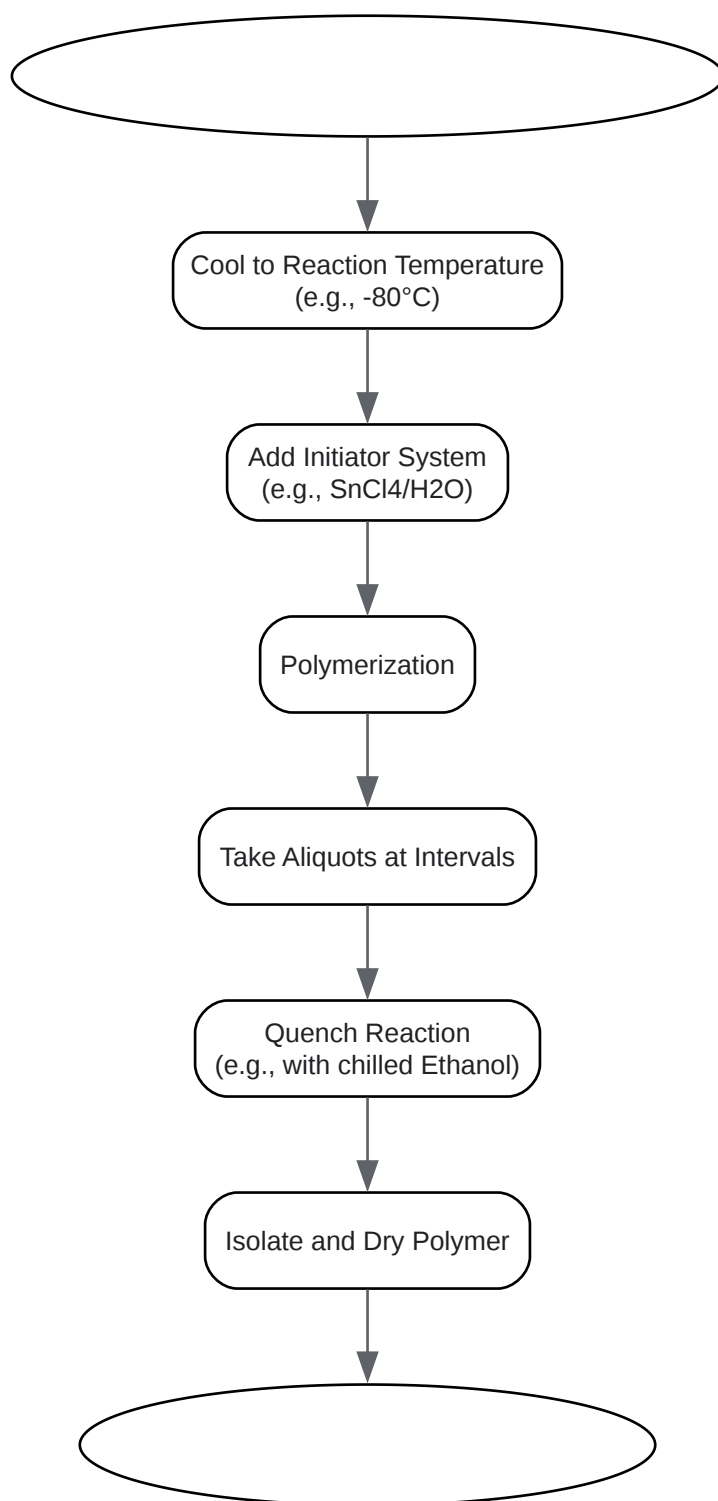 Cool to Reaction Temperature
(e.g., -80°C)
Add Initiator System
(e.g., SnCl4/H2O)
Polymerization
Take Aliquots at Intervals
Quench Reaction
(e.g., with chilled Ethanol)
Isolate and Dry Polymer